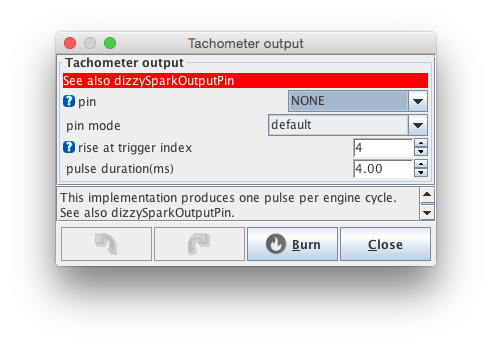 Tachometer output
Tachometer output
See also dizzySparkOutputPin
? pin NONE
pin mode default
? rise at trigger index 4
pulse duration(ms) 4.00
This implementation produces one pulse per engine cycle.
See also dizzySparkOutputPin.
Burn Close